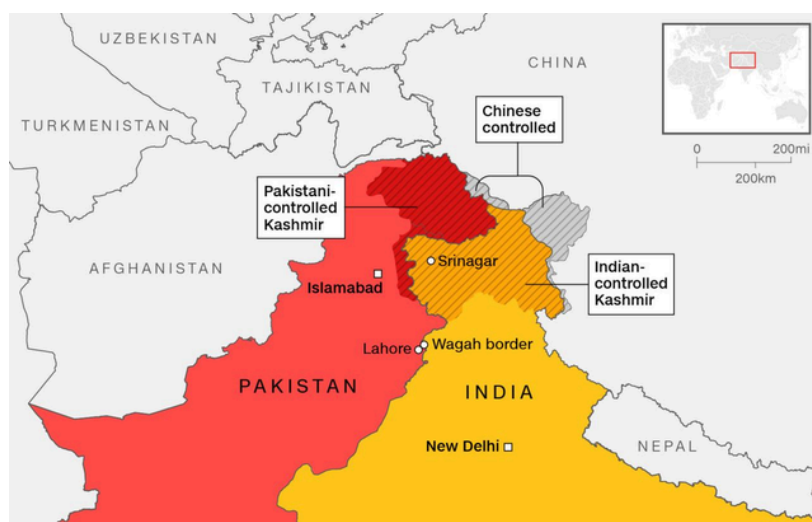 UZBEKISTAN
TAJIKISTAN
CHINA
TURKMENISTAN
Chinese
controlled
0
200mi
200km
Pakistani-
controlled
Kashmir
Srinagar
AFGHANISTAN
Islamabad
Indian-
controlled
Kashmir
Lahore
Wagah border
PAKISTAN
INDIA
New Delhi
NEPAL